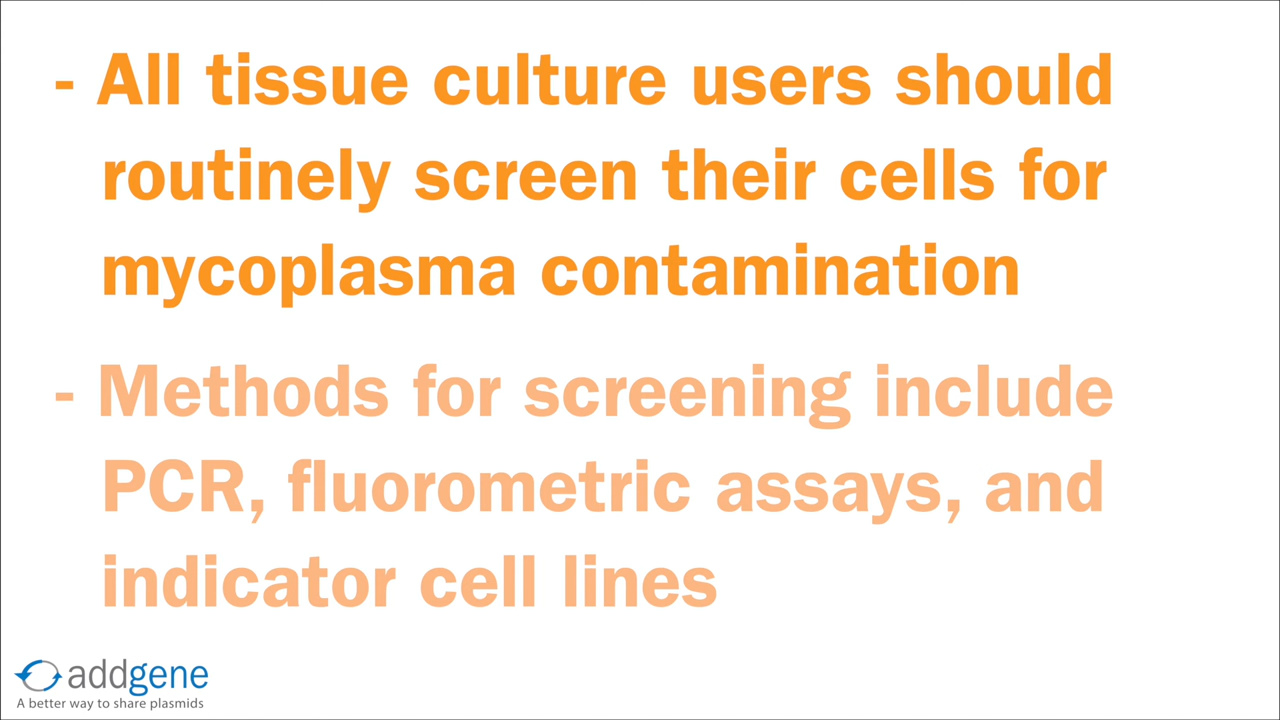 - All tissue culture users should
routinely screen their cells for
mycoplasma contamination
- Methods for screening include
PCR, fluorometric assays, and
indicator cell lines
addgene
A better way to share plasmids